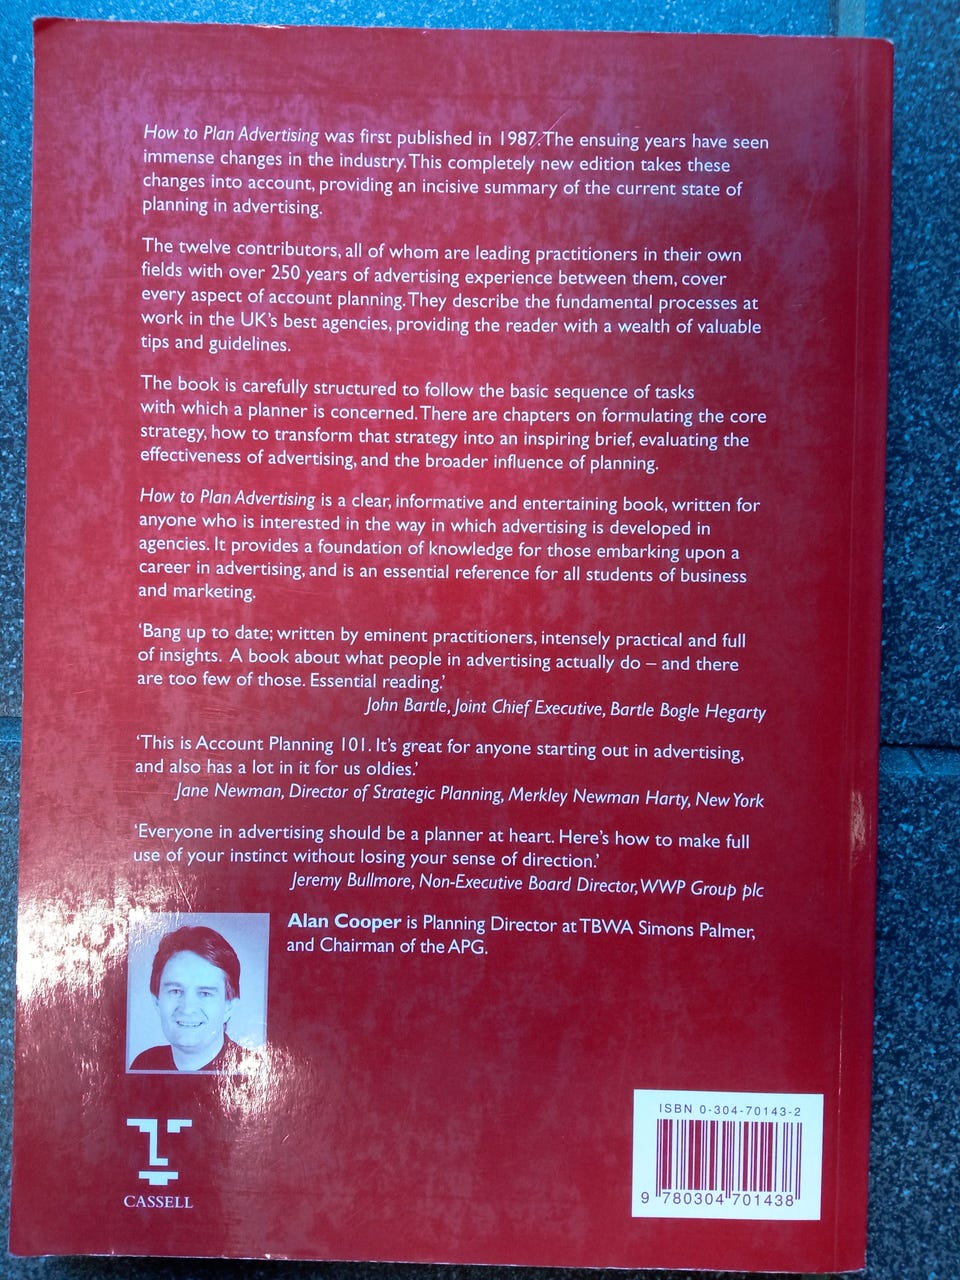 How to Plan Advertising was first published in 1987. The ensuing years have seen
immense changes in the industry. This completely new edition takes these
changes into account, providing an incisive summary of the current state of
planning in advertising.
The twelve contributors, all of whom are leading practitioners in their own
fields with over 250 years of advertising experience between them, cover
every aspect of account planning. They describe the fundamental processes at
work in the UK's best agencies, providing the reader with a wealth of valuable
tips and guidelines.
The book is carefully structured to follow the basic sequence of tasks
with which a planner is concerned. There are chapters on formulating the core
strategy, how to transform that strategy into an inspiring brief, evaluating the
effectiveness of advertising, and the broader influence of planning.
How to Plan Advertising is a clear, informative and entertaining book, written for
anyone who is interested in the way in which advertising is developed in
agencies. It provides a foundation of knowledge for those embarking upon a
career in advertising, and is an essential reference for all students of business
and marketing.
‘Bang up to date; written by eminent practitioners, intensely practical and full
of insights. A book about what people in advertising actually do – and there
are too few of those. Essential reading.’
John Bartle, Joint Chief Executive, Bartle Bogle Hegarty
‘This is Account Planning 101. It's great for anyone starting out in advertising,
and also has a lot in it for us oldies.’
Jane Newman, Director of Strategic Planning, Merkley Newman Harty, New York
‘Everyone in advertising should be a planner at heart. Here's how to make full
use of your instinct without losing your sense of direction.’
Jeremy Bullmore, Non-Executive Board Director, WWP Group plc
Alan Cooper is Planning Director at TBWA Simons Palmer,
and Chairman of the APG.
CASSELL
ISBN 0-304-70143-2
9 780304 701438